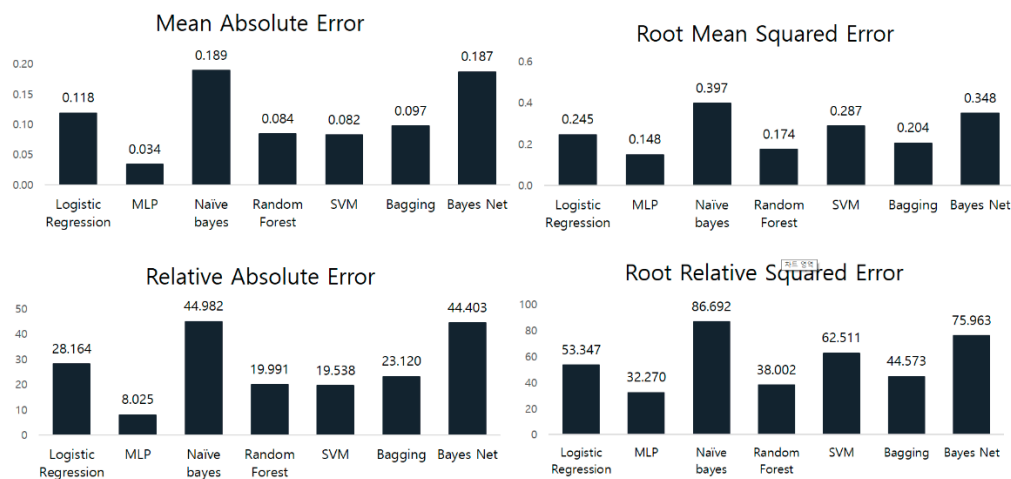 Mean Absolute Error
0.20
0.15
0.10
0.05
0.00
0.118
0.034
0.189
0.084
0.082
0.097
0.187
Logistic Regression
MLP
Naïve bayes
Random Forest
SVM
Bagging
Bayes Net
Root Mean Squared Error
0.6
0.4
0.2
0.0
0.245
0.148
0.397
0.174
0.287
0.204
0.348
Logistic Regression
MLP
Naïve bayes
Random Forest
SVM
Bagging
Bayes Net
Relative Absolute Error
50
40
30
20
10
0
28.164
8.025
44.982
19.991
19.538
23.120
44.403
Logistic Regression
MLP
Naïve bayes
Random Forest
SVM
Bagging
Bayes Net
Root Relative Squared Error
차트 영역
100
80
60
40
20
0
53.347
32.270
86.692
38.002
62.511
44.573
75.963
Logistic Regression
MLP
Naïve bayes
Random Forest
SVM
Bagging
Bayes Net